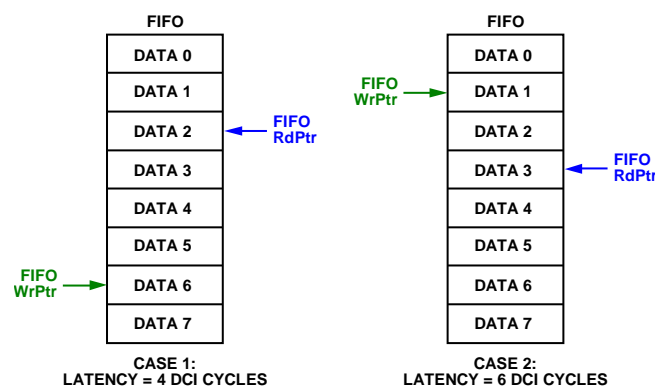 FIFO
DATA 0
DATA 1
DATA 2
DATA 3
DATA 4
DATA 5
DATA 6
DATA 7
FIFO
RdPtr
FIFO
WrPtr
CASE 1:
LATENCY = 4 DCI CYCLES
FIFO
DATA 0
DATA 1
DATA 2
DATA 3
DATA 4
DATA 5
DATA 6
DATA 7
FIFO
WrPtr
FIFO
RdPtr
CASE 2:
LATENCY = 6 DCI CYCLES